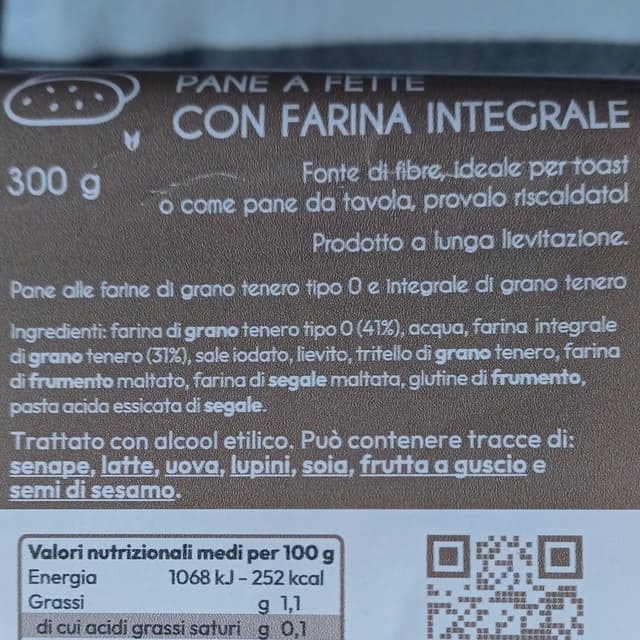 PANE A FETTE
CON FARINA INTEGRALE
300 g
Fonte di fibre, ideale per toast
o come pane da tavola, provalo riscaldato!
Prodotto a lunga lievitazione.
Pane alle farine di grano tenero tipo 0 e integrale di grano tenero
Ingredienti: farina di grano tenero tipo 0 (41%), acqua, farina integrale
di grano tenero (31%), sale iodato, lievito, tritello di grano tenero, farina
di frumento maltato, farina di segale maltata, glutine di frumento,
pasta acida essicata di segale.
Trattato con alcool etilico. Può contenere tracce di:
senape, latte, uova, lupini, soia, frutta a guscio e
semi di sesamo.
Valori nutrizionali medi per 100 g
Energia 1068 kJ - 252 kcal
Grassi g 1,1
di cui acidi grassi saturi g 0,1